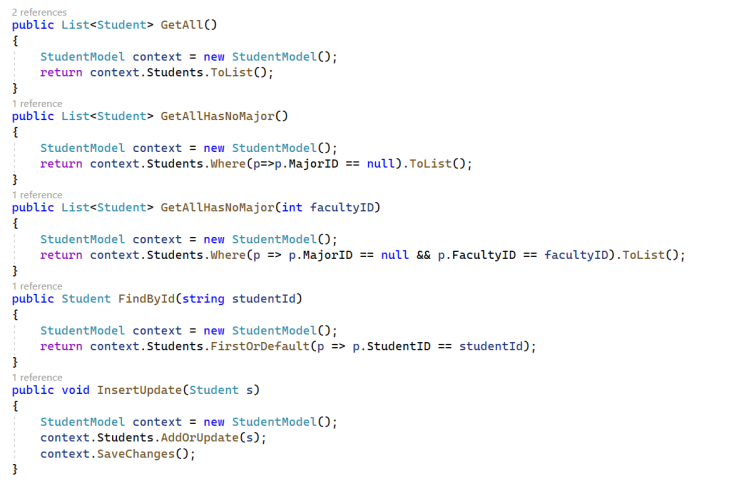 2 references
public List<Student> GetAll()
{
    StudentModel context = new StudentModel();
    return context.Students.ToList();
}
1 reference
public List<Student> GetAllHasNoMajor()
{
    StudentModel context = new StudentModel();
    return context.Students.Where(p=>p.MajorID == null).ToList();
}
1 reference
public List<Student> GetAllHasNoMajor(int facultyID)
{
    StudentModel context = new StudentModel();
    return context.Students.Where(p => p.MajorID == null && p.FacultyID == facultyID).ToList();
}
1 reference
public Student FindById(string studentId)
{
    StudentModel context = new StudentModel();
    return context.Students.FirstOrDefault(p => p.StudentID == studentId);
}
1 reference
public void InsertUpdate(Student s)
{
    StudentModel context = new StudentModel();
    context.Students.AddOrUpdate(s);
    context.SaveChanges();
}